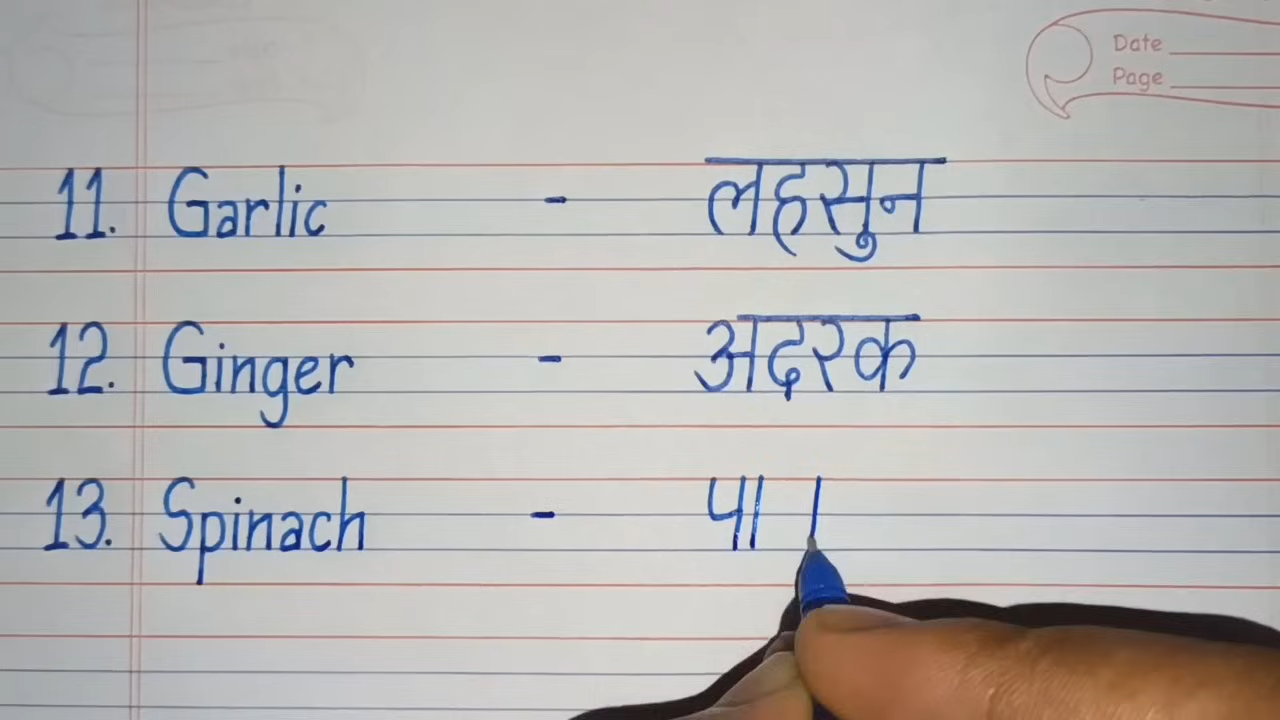 Date
Page
11. Garlic - लहसुन
12. Ginger - अदरक
13. Spinach - पा।